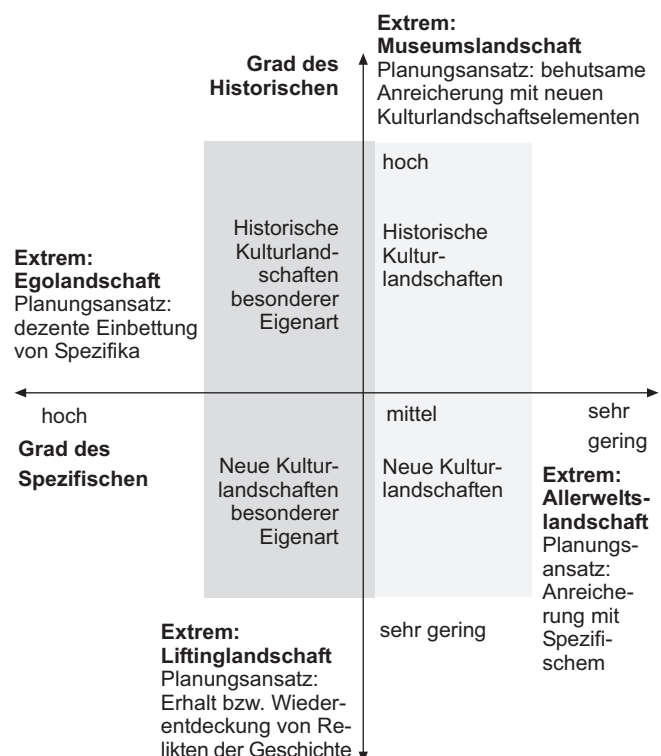 Extrem:
Museumslandschaft
Planungsansatz: behutsame
Anreicherung mit neuen
Kulturlandschaftselementen
Grad des
Historischen
hoch
Historische
Kulturland-
schaften
besonderer
Eigenart
Historische
Kultur-
landschaften
Extrem:
Egolandschaft
Planungsansatz:
dezente Einbettung
von Spezifika
hoch
mittel
sehr
gering
Grad des
Spezifischen
Neue Kultur-
landschaften
besonderer
Eigenart
Neue Kultur-
landschaften
Extrem:
Allerwelts-
landschaft
Planungs-
ansatz:
Anreiche-
rung mit
Spezifi-
schem
sehr gering
Extrem:
Liftinglandschaft
Planungsansatz:
Erhalt bzw. Wieder-
entdeckung von Re-
likten der Geschichte